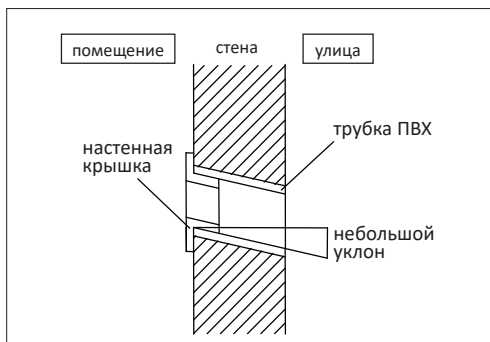 помещение
стена
улица
трубка ПВХ
настенная
крышка
небольшой
уклон